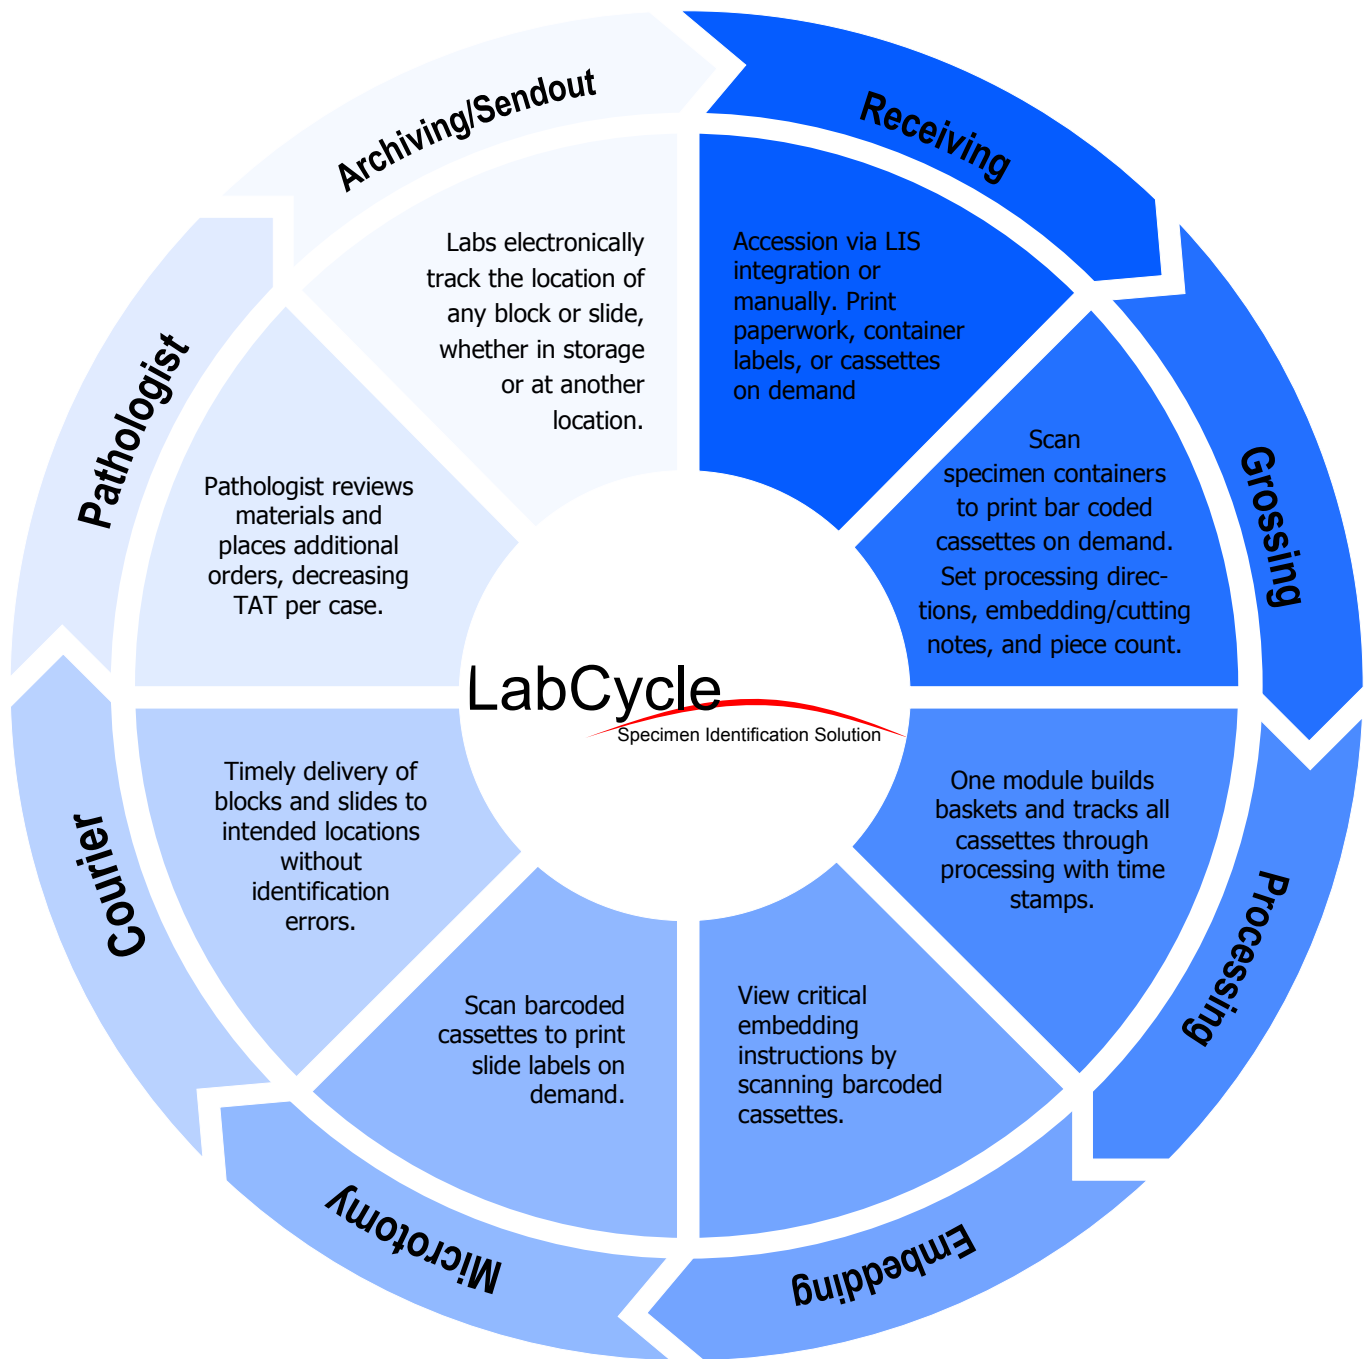 Receiving
Accession via LIS
integration or
manually. Print
paperwork, container
labels, or cassettes
on demand
Grossing
Scan
specimen containers
to print bar coded
cassettes on demand.
Set processing direc-
tions, embedding/cutting
notes, and piece count.
Processing
One module builds
baskets and tracks all
cassettes through
processing with time
stamps.
Embedding
View critical
embedding
instructions by
scanning barcoded
cassettes.
Microtomy
Scan barcoded
cassettes to print
slide labels on
demand.
Courier
Timely delivery of
blocks and slides to
intended locations
without
identification
errors.
Pathologist
Pathologist reviews
materials and
places additional
orders, decreasing
TAT per case.
Archiving/Sendout
Labs electronically
track the location of
any block or slide,
whether in storage
or at another
location.
LabCycle
Specimen Identification Solution